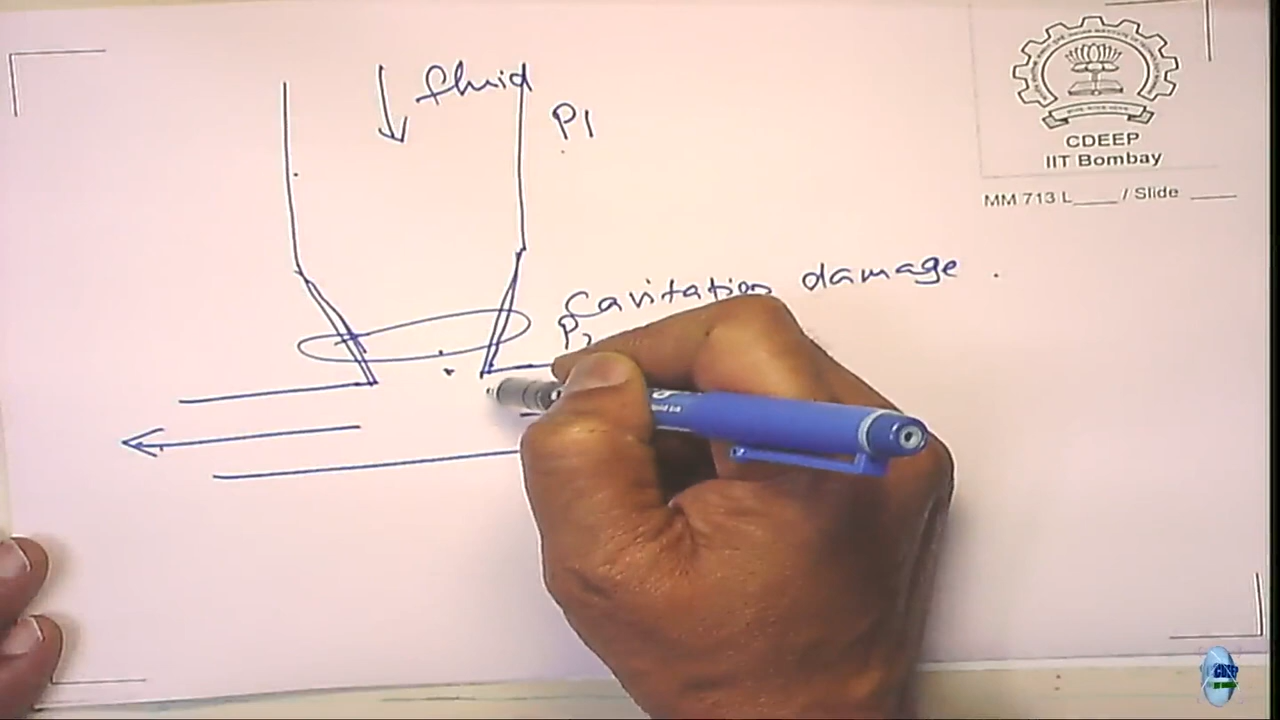 fluid
P1
Cavitation damage .
P2
CDEEP
IIT Bombay
MM 713 L____ / Slide ____